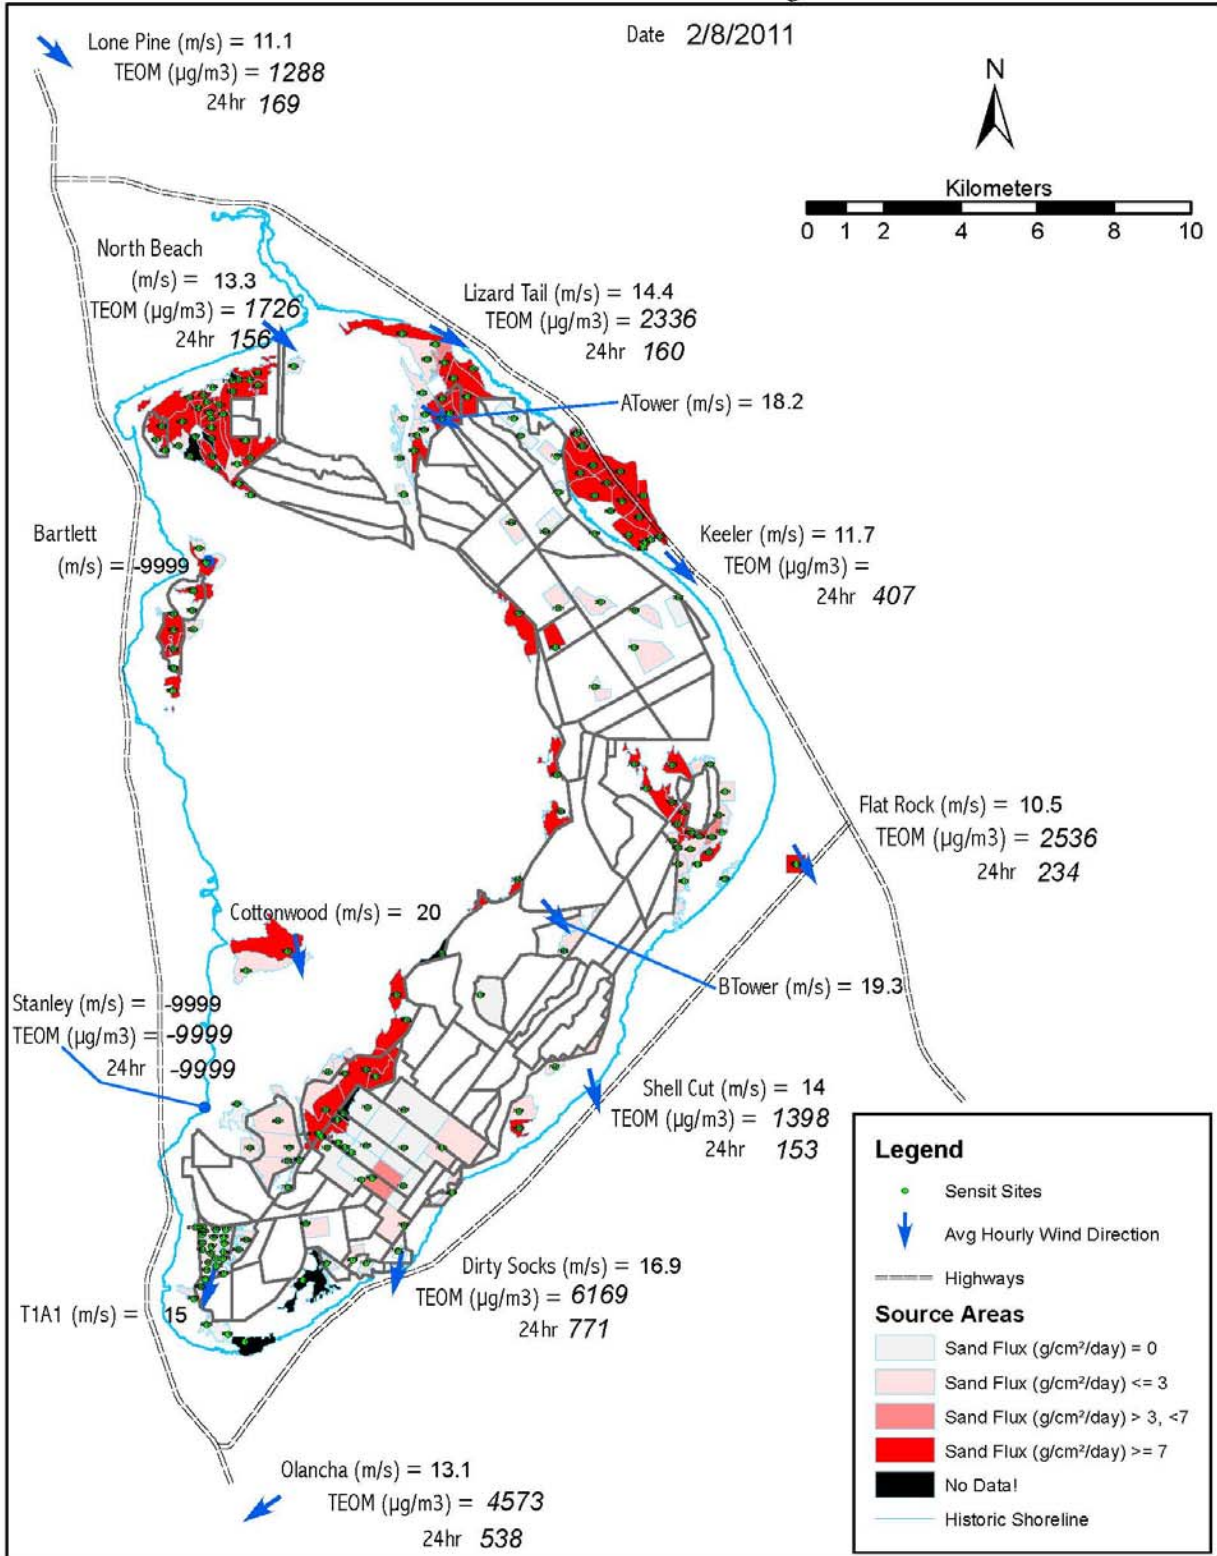 Date 2/8/2011
Lone Pine (m/s) = 11.1
TEOM (µg/m3) = 1288
24hr 169
N
Kilometers
0 1 2 4 6 8 10
North Beach
(m/s) = 13.3
TEOM (µg/m3) = 1726
24hr 156
Lizard Tail (m/s) = 14.4
TEOM (µg/m3) = 2336
24hr 160
ATower (m/s) = 18.2
Bartlett
(m/s) = -9999
Keeler (m/s) = 11.7
TEOM (µg/m3) =
24hr 407
Flat Rock (m/s) = 10.5
TEOM (µg/m3) = 2536
24hr 234
Cottonwood (m/s) = 20
BTower (m/s) = 19.3
Stanley (m/s) = -9999
TEOM (µg/m3) = -9999
24hr -9999
Shell Cut (m/s) = 14
TEOM (µg/m3) = 1398
24hr 153
Dirty Socks (m/s) = 16.9
TEOM (µg/m3) = 6169
24hr 771
T1A1 (m/s) = 15
Olancha (m/s) = 13.1
TEOM (µg/m3) = 4573
24hr 538
Legend
Sensit Sites
Avg Hourly Wind Direction
Highways
Source Areas
Sand Flux (g/cm²/day) = 0
Sand Flux (g/cm²/day) <= 3
Sand Flux (g/cm²/day) > 3, <7
Sand Flux (g/cm²/day) >= 7
No Data!
Historic Shoreline